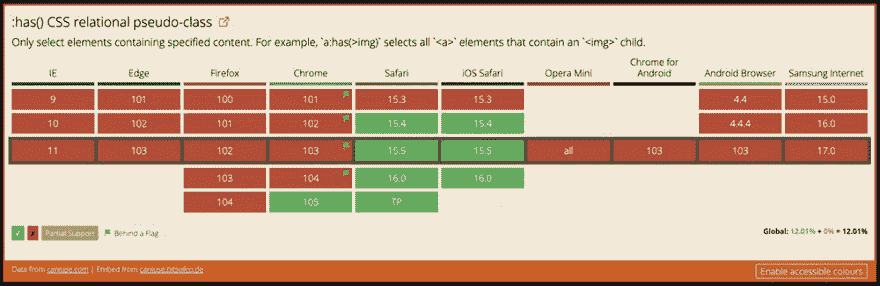 :has() CSS relational pseudo-class
Only select elements containing specified content. For example, `a:has(>img)` selects all `<a>` elements that contain an `<img>` child.
IE Edge Firefox Chrome Safari iOS Safari Opera Mini Chrome for Android Android Browser Samsung Internet
9 101 100 101 15.3 15.3 4.4 15.0
10 102 101 102 15.4 15.4 4.4.4 16.0
11 103 102 103 15.5 15.5 all 103 103 17.0
103 104 16.0 16.0
104 105 TP
✓ ✗ Partial Support Behind a Flag Global: 12.01% + 0% = 12.01%
Data from caniuse.com | Embed from caniuse.bitsofco.de Enable accessible colours